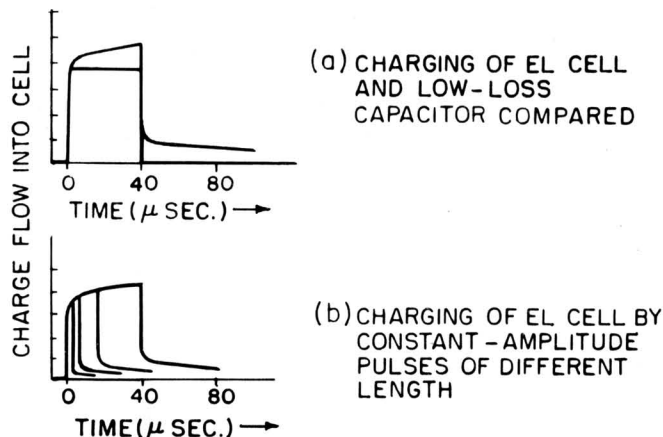 CHARGE FLOW INTO CELL
(a) CHARGING OF EL CELL
AND LOW-LOSS
CAPACITOR COMPARED
0 40 80
TIME (μ SEC.)
(b) CHARGING OF EL CELL BY
CONSTANT-AMPLITUDE
PULSES OF DIFFERENT
LENGTH
0 40 80
TIME (μ SEC.)